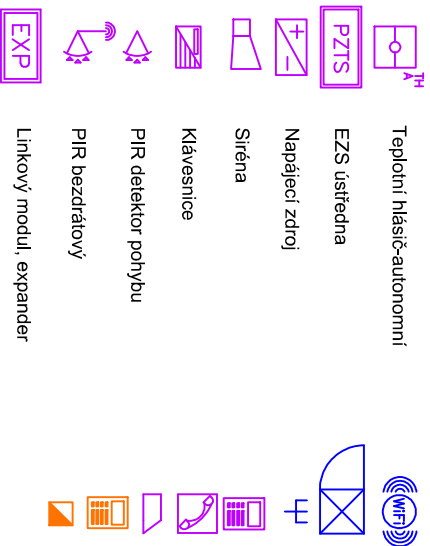 TH
A
Teplotní hlásič-autonomní
WiFi
PZTS
EZS ústředna
+
-
Napájecí zdroj
Siréna
Klávesnice
PIR detektor pohybu
PIR bezdrátový
EXP
Linkový modul, expander